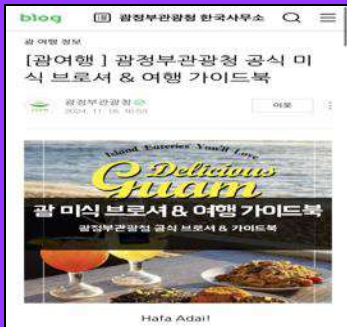 blog 괌정부관광청 한국사무소
괌 여행 정보
[괌여행] 괌정부관광청 공식 미
식 브로셔 & 여행 가이드북
괌정부관광청
2024. 11. 18.
이웃
Island Eateries You'll Love
Delicious
Guam
괌 미식 브로셔 & 여행 가이드북
괌정부관광청 공식 브로셔 & 가이드북
Hafa Adai!